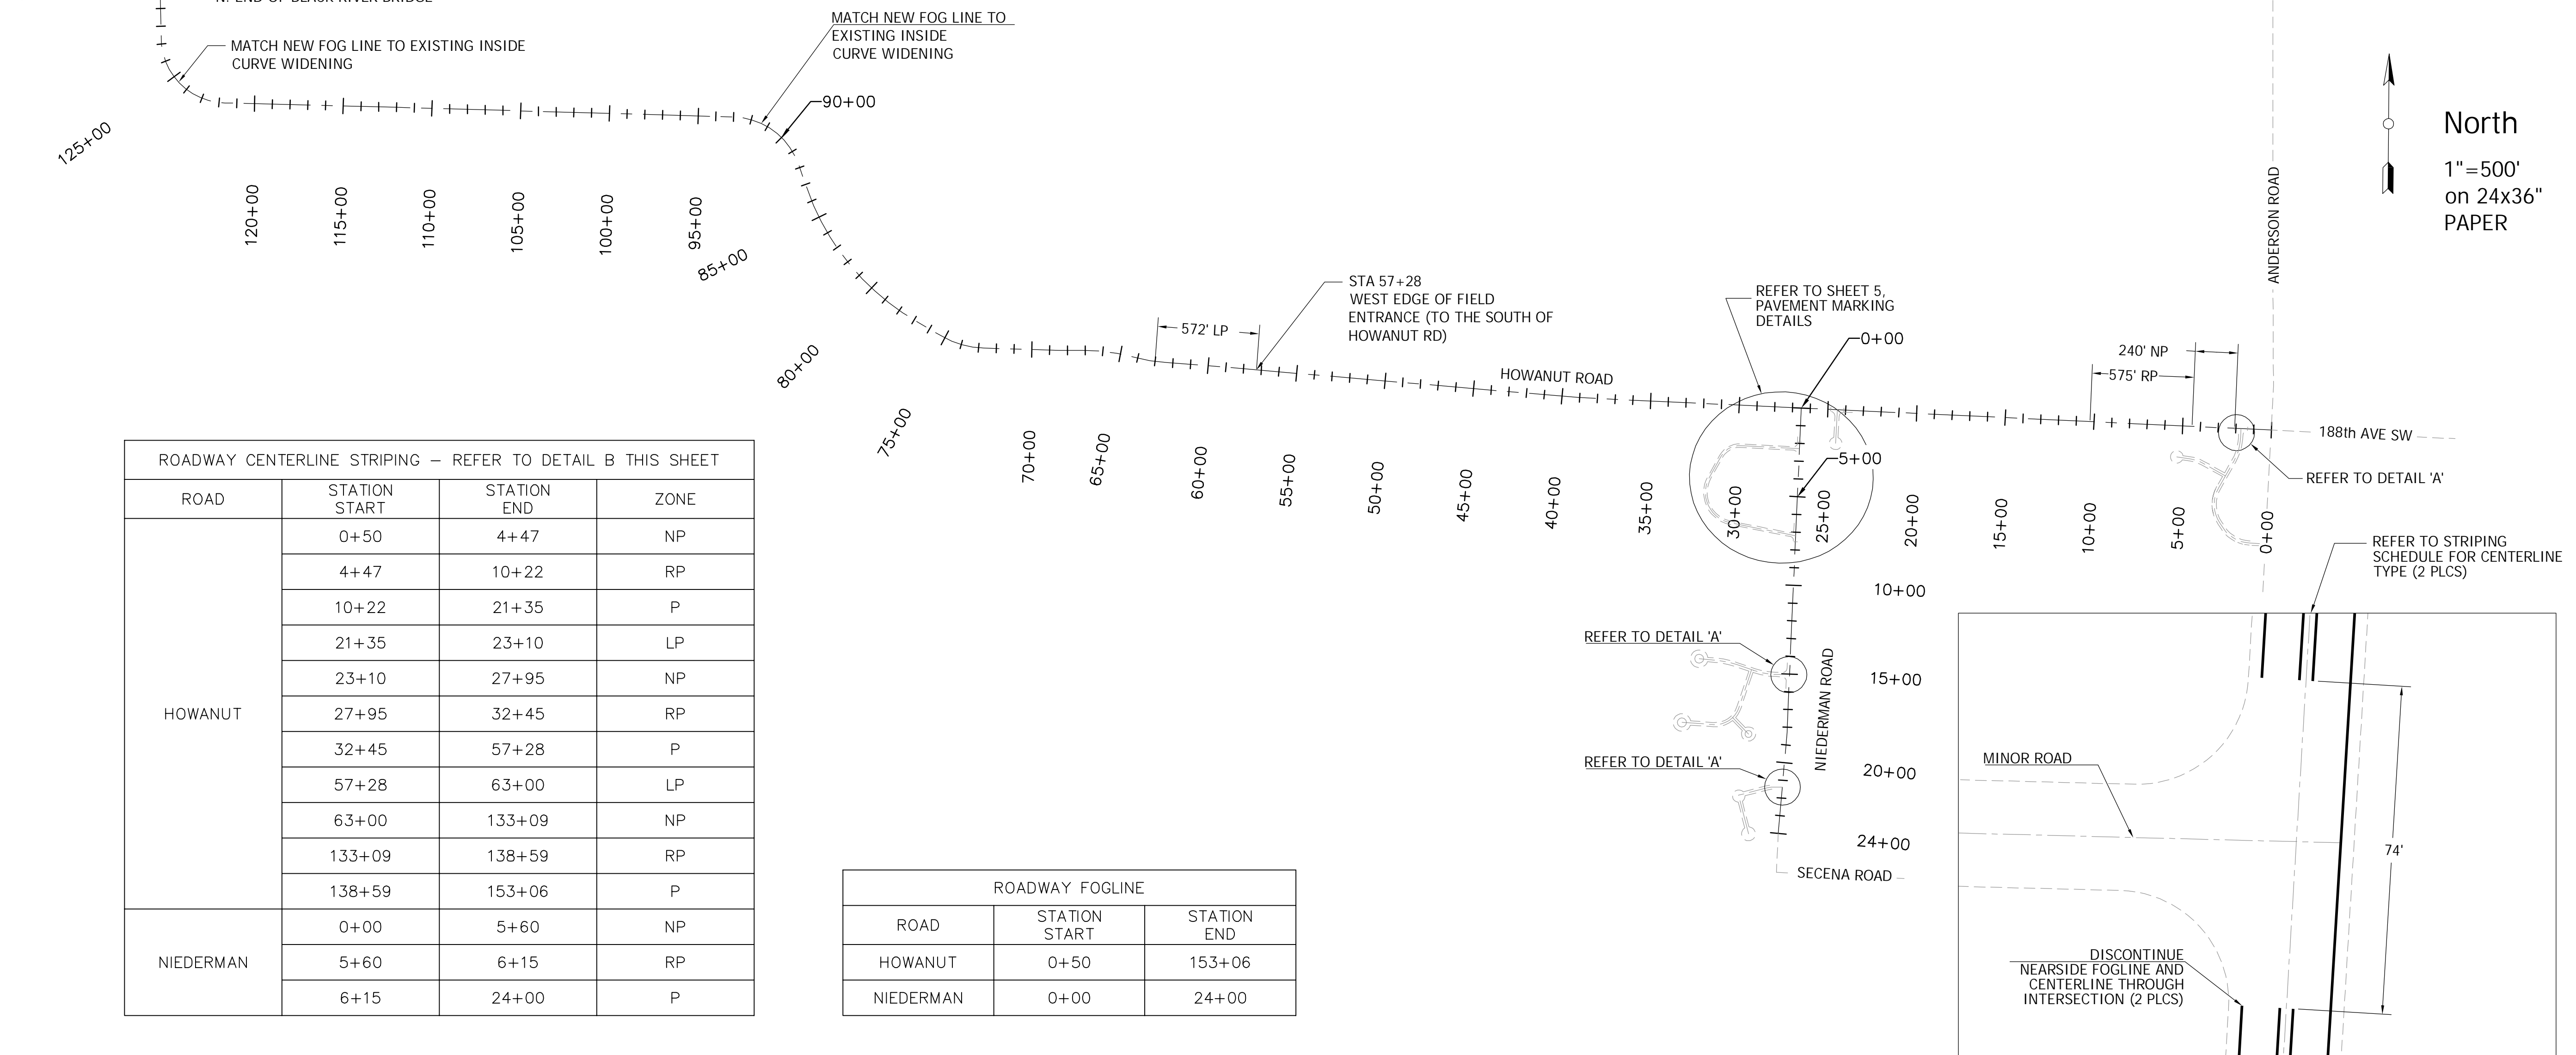 MATCH NEW FOG LINE TO EXISTING INSIDE
CURVE WIDENING
MATCH NEW FOG LINE TO
EXISTING INSIDE
CURVE WIDENING
90+00
North
1"=500'
on 24x36"
PAPER
ANDERSON ROAD
125+00
120+00
115+00
110+00
105+00
100+00
95+00
85+00
80+00
75+00
70+00
65+00
60+00
55+00
50+00
45+00
40+00
35+00
30+00
25+00
20+00
15+00
10+00
5+00
0+00
572' LP
STA 57+28
WEST EDGE OF FIELD
ENTRANCE (TO THE SOUTH OF
HOWANUT RD)
HOWANUT ROAD
REFER TO SHEET 5,
PAVEMENT MARKING
DETAILS
0+00
5+00
240' NP
575' RP
188th AVE SW
REFER TO DETAIL 'A'
10+00
15+00
20+00
24+00
REFER TO DETAIL 'A'
REFER TO DETAIL 'A'
NIEDERMAN ROAD
SECENA ROAD
REFER TO STRIPING
SCHEDULE FOR CENTERLINE
TYPE (2 PLCS)
MINOR ROAD
74'
DISCONTINUE
NEARSIDE FOGLINE AND
CENTERLINE THROUGH
INTERSECTION (2 PLCS)
ROADWAY CENTERLINE STRIPING – REFER TO DETAIL B THIS SHEET
ROAD STATION START STATION END ZONE
HOWANUT
0+50 4+47 NP
4+47 10+22 RP
10+22 21+35 P
21+35 23+10 LP
23+10 27+95 NP
27+95 32+45 RP
32+45 57+28 P
57+28 63+00 LP
63+00 133+09 NP
133+09 138+59 RP
138+59 153+06 P
NIEDERMAN
0+00 5+60 NP
5+60 6+15 RP
6+15 24+00 P
ROADWAY FOGLINE
ROAD STATION START STATION END
HOWANUT 0+50 153+06
NIEDERMAN 0+00 24+00